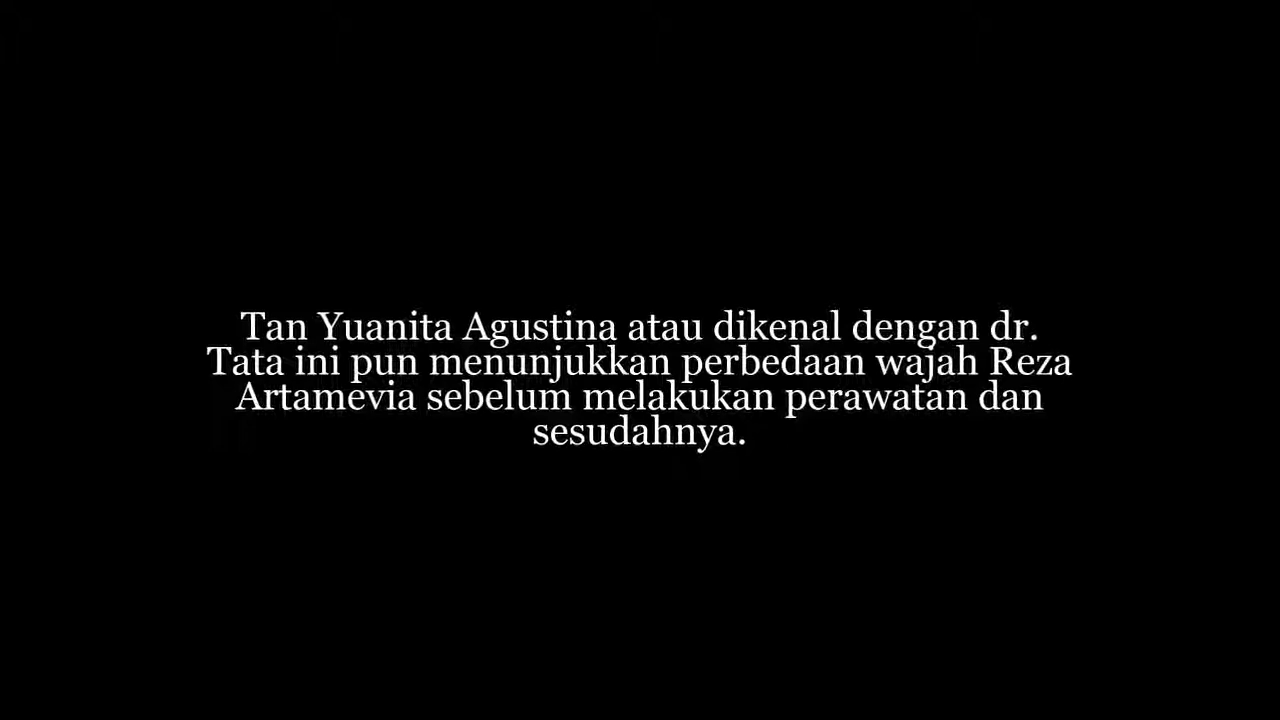 Tan Yuanita Agustina atau dikenal dengan dr.
Tata ini pun menunjukkan perbedaan wajah Reza
Artamevia sebelum melakukan perawatan dan
sesudahnya.